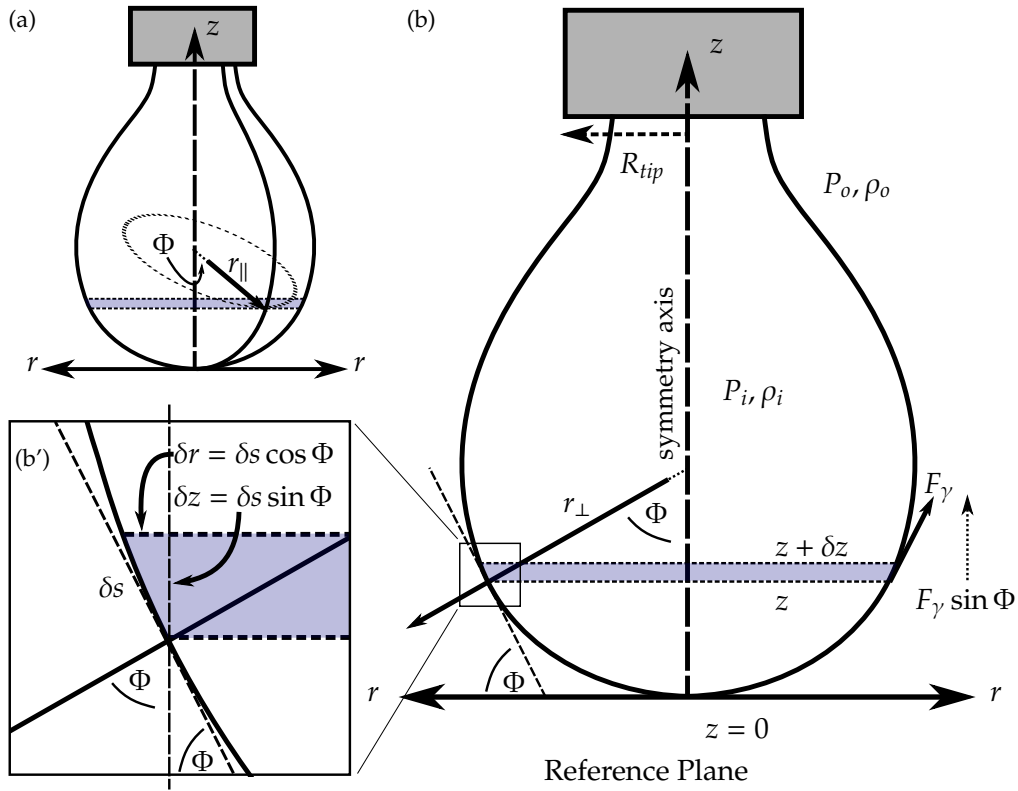 (a)
z
Φ
r∥
r
r
(b)
z
R_tip
P_o, ρ_o
symmetry axis
P_i, ρ_i
r⊥
Φ
F_γ
z + δz
z
F_γ sin Φ
Φ
r
r
z = 0
Reference Plane
(b')
δr = δs cos Φ
δz = δs sin Φ
δs
Φ
Φ